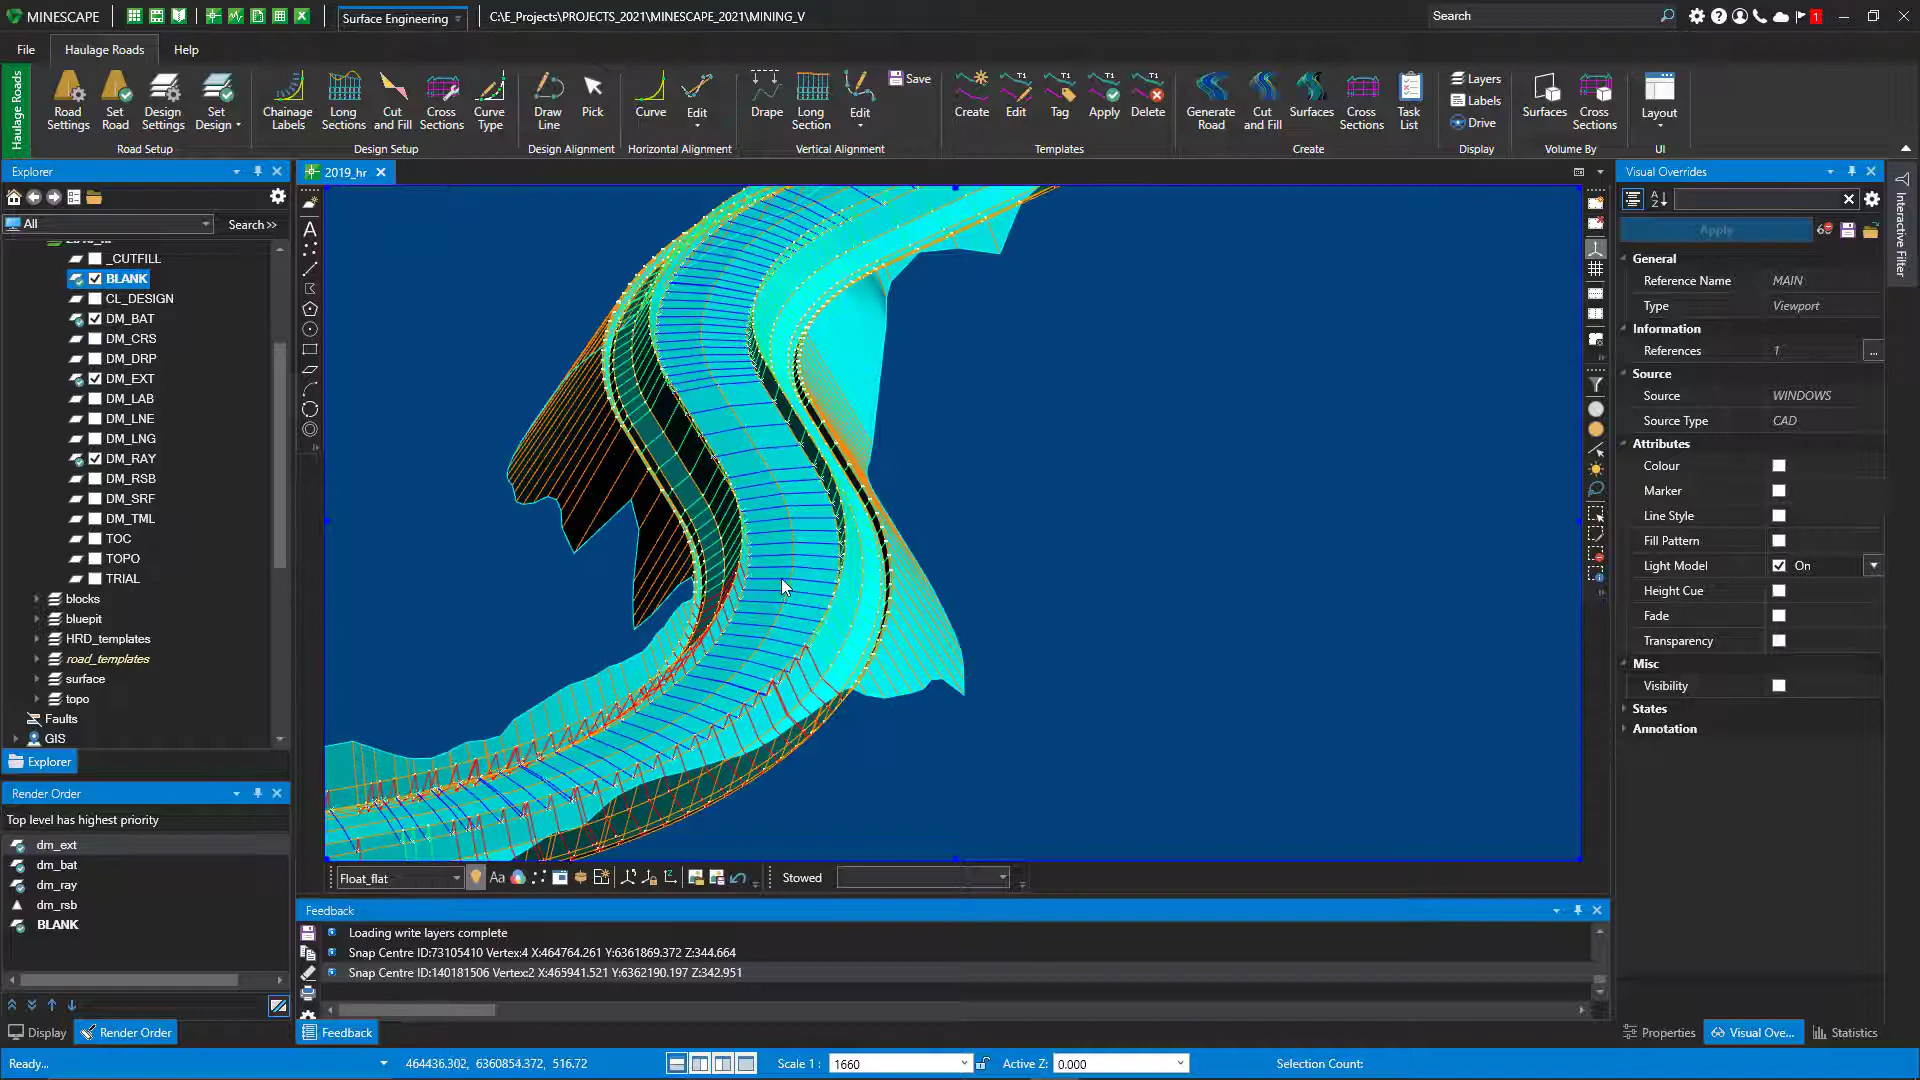 MINESCAPE
Surface Engineering
C:\E_Projects\PROJECTS_2021\MINESCAPE_2021\MINING_V
Search
1
File
Haulage Roads
Help
Haulage Roads
Road Settings
Set Road
Design Settings
Set Design
Road Setup
Chainage Labels
Long Sections
Cut and Fill
Cross Sections
Curve Type
Design Setup
Draw Line
Pick
Design Alignment
Curve
Edit
Horizontal Alignment
Drape
Long Section
Edit
Save
Vertical Alignment
Create
Edit
Tag
Apply
Delete
Templates
Generate Road
Cut and Fill
Surfaces
Cross Sections
Task List
Create
Layers
Labels
Drive
Display
Surfaces
Cross Sections
Volume By
Layout
UI
Explorer
All
Search>>
_CUTFILL
BLANK
CL_DESIGN
DM_BAT
DM_CRS
DM_DRP
DM_EXT
DM_LAB
DM_LNE
DM_LNG
DM_RAY
DM_RSB
DM_SRF
DM_TML
TOC
TOPO
TRIAL
blocks
bluepit
HRD_templates
road_templates
surface
topo
Faults
GIS
Explorer
Render Order
Top level has highest priority
dm_ext
dm_bat
dm_ray
dm_rsb
BLANK
Display
Render Order
2019_hr
Float_flat
Aa
Stowed
Feedback
Loading write layers complete
Snap Centre ID:73105410 Vertex:4 X:464764.261 Y:6361869.372 Z:344.664
Snap Centre ID:140181506 Vertex:2 X:465941.521 Y:6362190.197 Z:342.951
Feedback
Visual Overrides
Apply
General
Reference Name MAIN
Type Viewport
Information
References 1
...
Source
Source WINDOWS
Source Type CAD
Attributes
Colour
Marker
Line Style
Fill Pattern
Light Model On
Height Cue
Fade
Transparency
Misc
Visibility
States
Annotation
Interactive Filter
Properties
Visual Ove...
Statistics
Ready...
464436.302, 6360854.372, 516.72
Scale 1 : 1660
Active Z: 0.000
Selection Count: